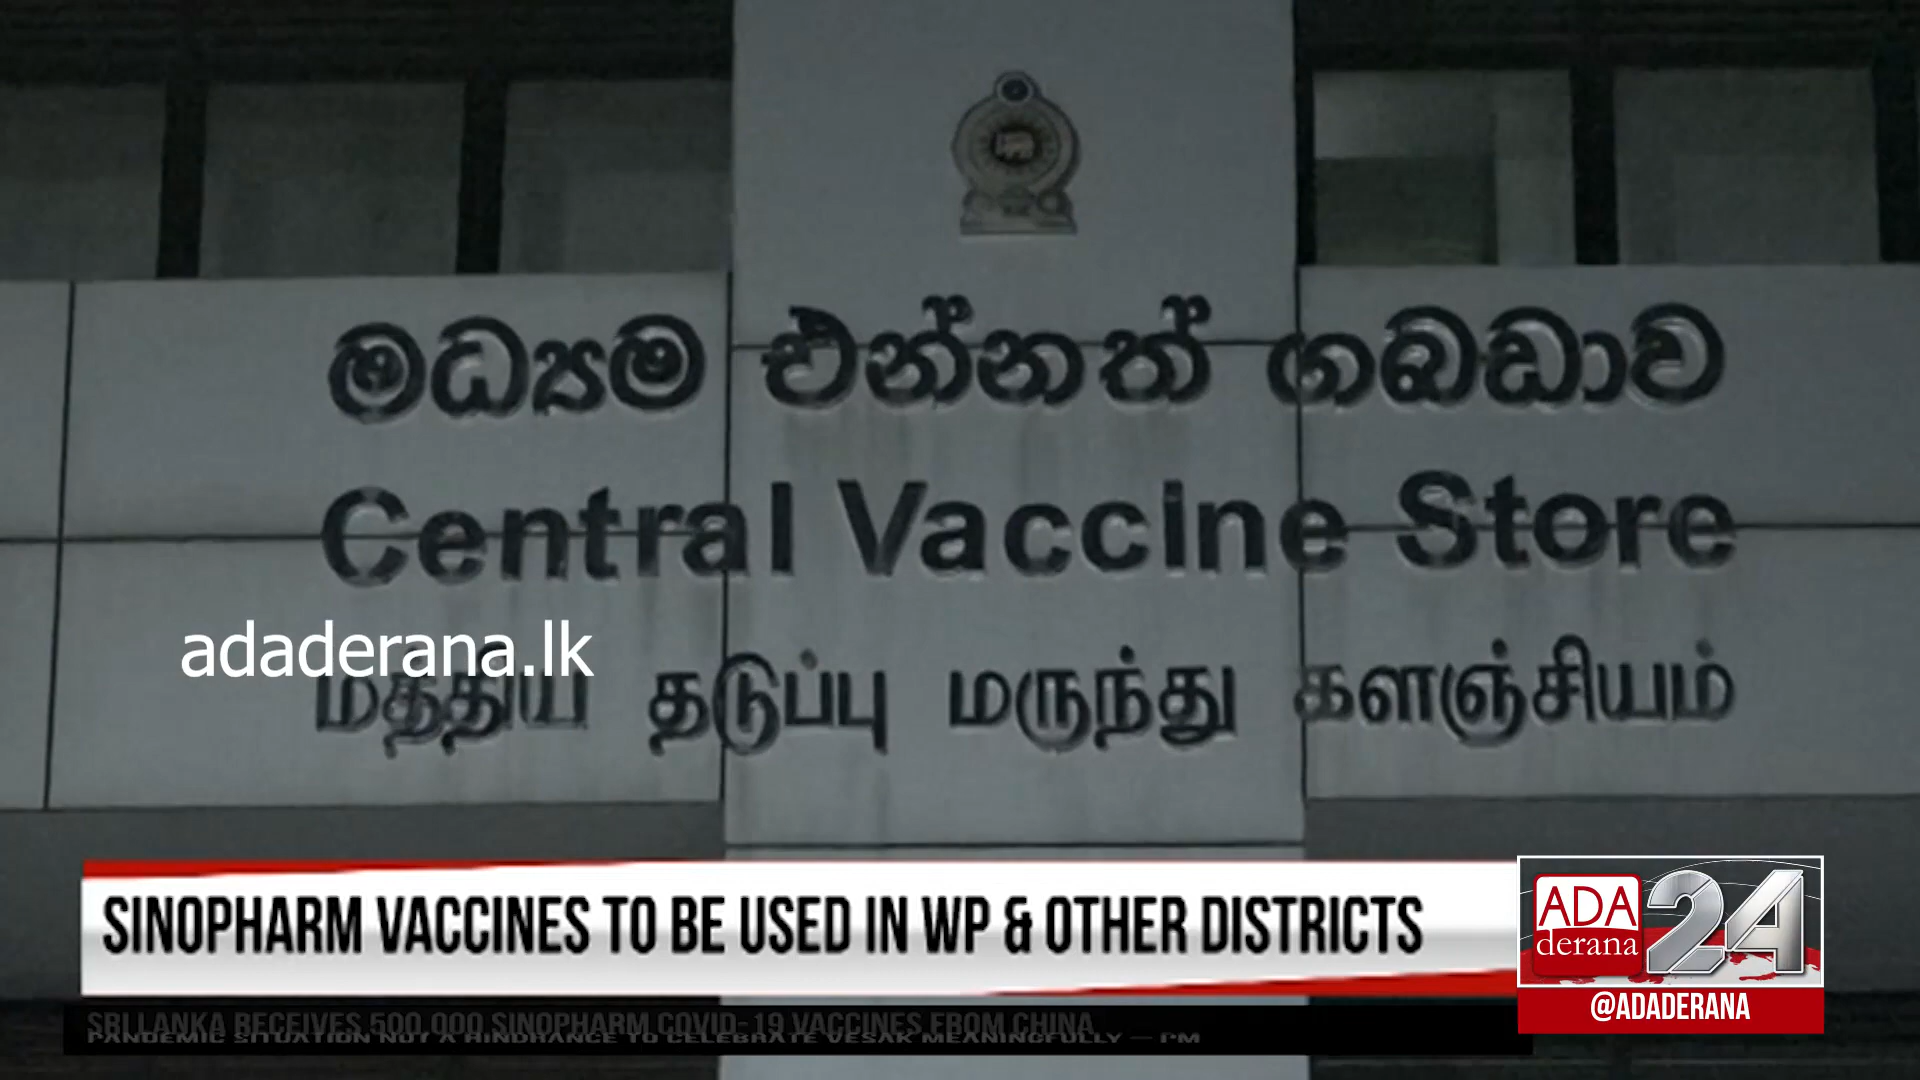 මධ්‍යම එන්නත් ගබඩාව
Central Vaccine Store
adaderana.lk
மத்திய தடுப்பு மருந்து களஞ்சியம்
SINOPHARM VACCINES TO BE USED IN WP & OTHER DISTRICTS
ADA
derana
24
@ADADERANA
SRI LANKA RECEIVES 500,000 SINOPHARM COVID-19 VACCINES FROM CHINA
PANDEMIC SITUATION NOT A HINDRANCE TO CELEBRATE VESAK MEANINGFULLY – PM